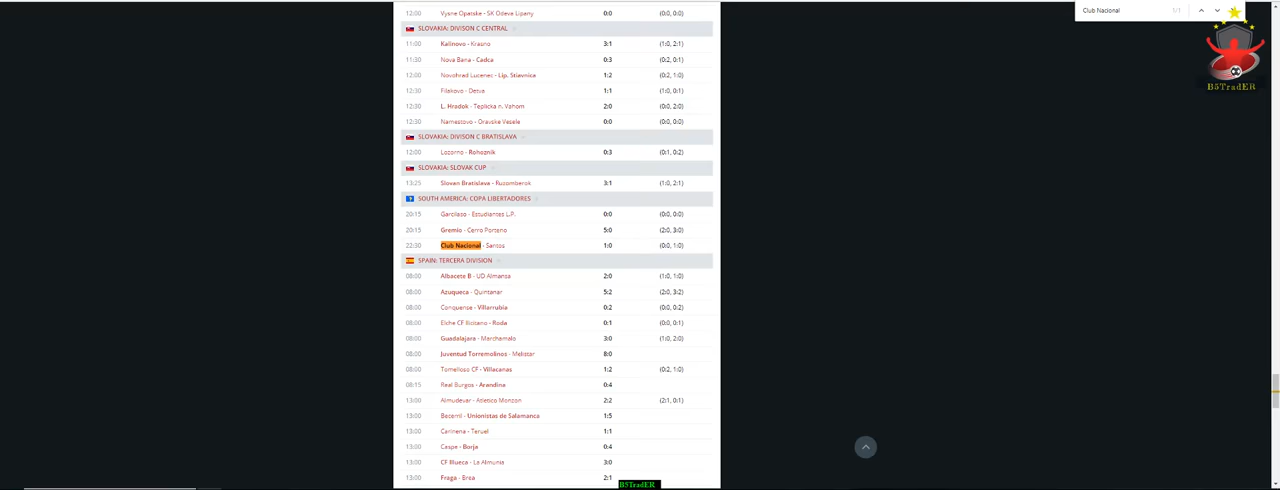 Club Nacional 1/1
B5TradER
12:00 Vysne Opatske - SK Odeva Lipany 0:0 (0:0, 0:0)
SLOVAKIA: DIVISON C CENTRAL
11:00 Kalinovo - Krasno 3:1 (1:0, 2:1)
11:30 Nova Bana - Cadca 0:3 (0:2, 0:1)
12:00 Novohrad Lucenec - Lip. Stiavnica 1:2 (0:2, 1:0)
12:30 Filakovo - Detva 1:1 (1:0, 0:1)
12:30 L. Hradok - Teplicka n. Vahom 2:0 (0:0, 2:0)
12:30 Namestovo - Oravske Vesele 0:0 (0:0, 0:0)
SLOVAKIA: DIVISON C BRATISLAVA
12:00 Lozorno - Rohoznik 0:3 (0:1, 0:2)
SLOVAKIA: SLOVAK CUP
13:25 Slovan Bratislava - Ruzomberok 3:1 (1:0, 2:1)
SOUTH AMERICA: COPA LIBERTADORES
20:15 Garcilaso - Estudiantes L.P. 0:0 (0:0, 0:0)
20:15 Gremio - Cerro Porteno 5:0 (2:0, 3:0)
22:30 Club Nacional - Santos 1:0 (0:0, 1:0)
SPAIN: TERCERA DIVISION
08:00 Albacete B - UD Almansa 2:0 (1:0, 1:0)
08:00 Azuqueca - Quintanar 5:2 (2:0, 3:2)
08:00 Conquense - Villarrubia 0:2 (0:0, 0:2)
08:00 Elche CF Ilicitano - Roda 0:1 (0:0, 0:1)
08:00 Guadalajara - Marchamalo 3:0 (1:0, 2:0)
08:00 Juventud Torremolinos - Melistar 8:0
08:00 Tomelloso CF - Villacanas 1:2 (0:2, 1:0)
08:15 Real Burgos - Arandina 0:4
13:00 Almudevar - Atletico Monzon 2:2 (2:1, 0:1)
13:00 Becerril - Unionistas de Salamanca 1:5
13:00 Carinena - Teruel 1:1
13:00 Caspe - Borja 0:4
13:00 CF Illueca - La Almunia 3:0
13:00 Fraga - Ejea 2:1
B5TradER